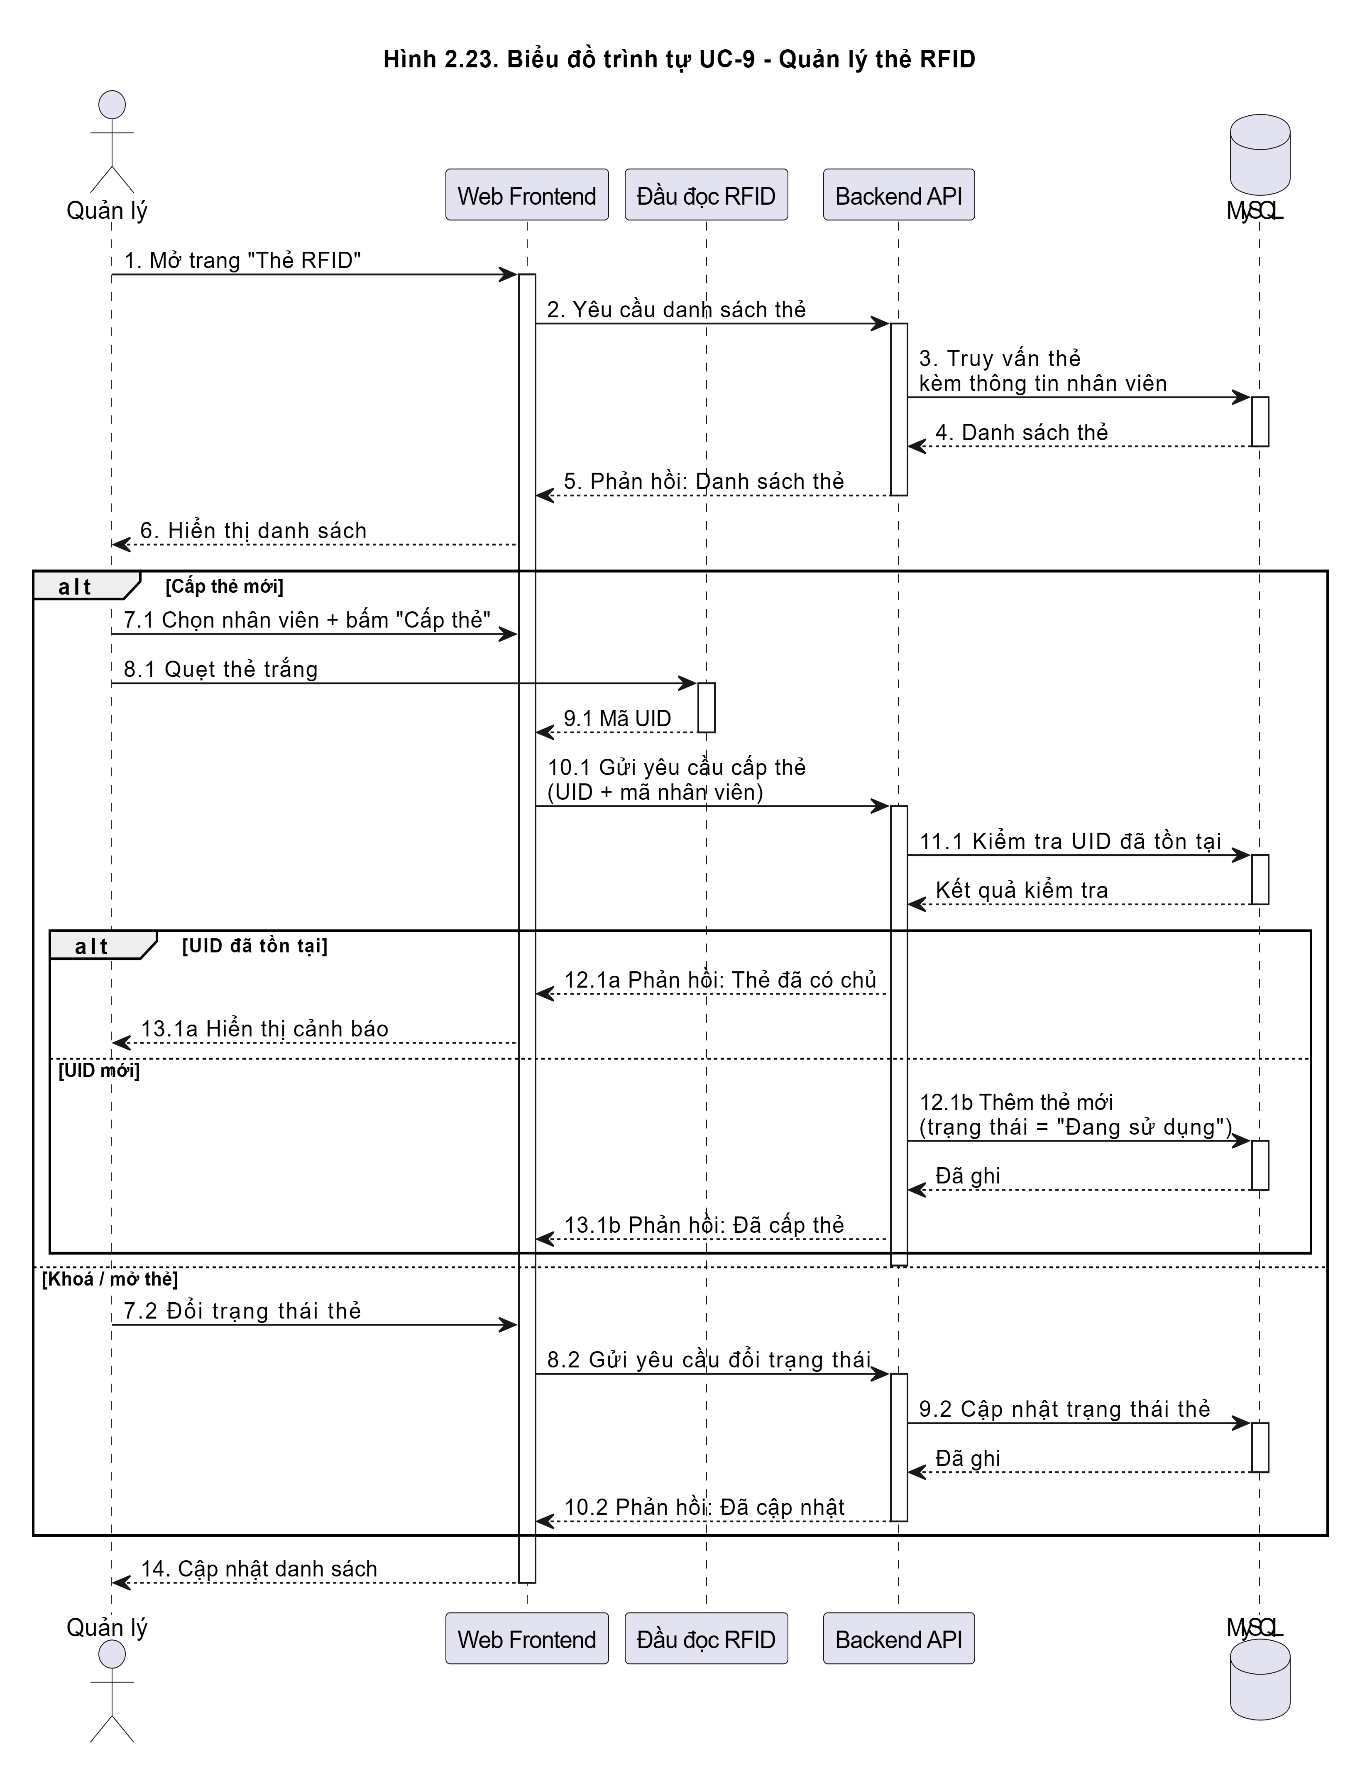 Hình 2.23. Biểu đồ trình tự UC-9 - Quản lý thẻ RFID
Quản lý
Web Frontend
Đầu đọc RFID
Backend API
MySQL
1. Mở trang "Thẻ RFID"
2. Yêu cầu danh sách thẻ
3. Truy vấn thẻ
kèm thông tin nhân viên
4. Danh sách thẻ
5. Phản hồi: Danh sách thẻ
6. Hiển thị danh sách
alt [Cấp thẻ mới]
7.1 Chọn nhân viên + bấm "Cấp thẻ"
8.1 Quẹt thẻ trắng
9.1 Mã UID
10.1 Gửi yêu cầu cấp thẻ
(UID + mã nhân viên)
11.1 Kiểm tra UID đã tồn tại
Kết quả kiểm tra
alt [UID đã tồn tại]
12.1a Phản hồi: Thẻ đã có chủ
13.1a Hiển thị cảnh báo
[UID mới]
12.1b Thêm thẻ mới
(trạng thái = "Đang sử dụng")
Đã ghi
13.1b Phản hồi: Đã cấp thẻ
[Khoá / mở thẻ]
7.2 Đổi trạng thái thẻ
8.2 Gửi yêu cầu đổi trạng thái
9.2 Cập nhật trạng thái thẻ
Đã ghi
10.2 Phản hồi: Đã cập nhật
14. Cập nhật danh sách
Quản lý
Web Frontend
Đầu đọc RFID
Backend API
MySQL